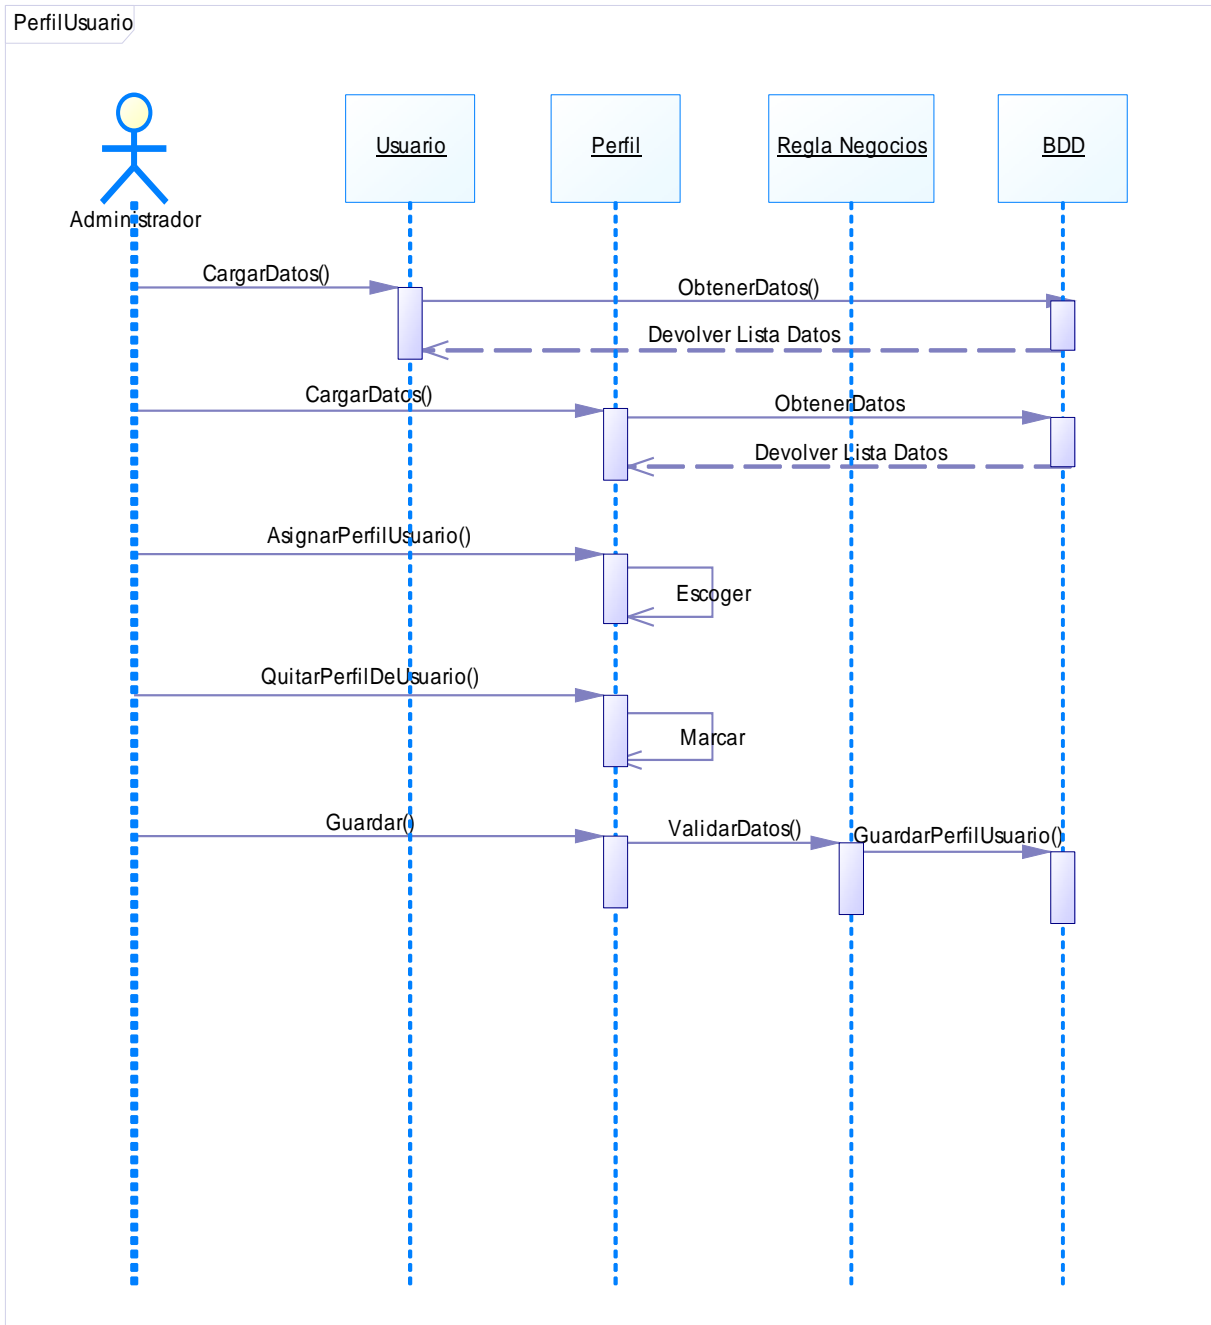 PerfilUsuario
Usuario
Perfil
Regla Negocios
BDD
Administrador
CargarDatos()
ObtenerDatos()
Devolver Lista Datos
CargarDatos()
ObtenerDatos
Devolver Lista Datos
AsignarPerfilUsuario()
Escoger
QuitarPerfilDeUsuario()
Marcar
Guardar()
ValidarDatos()
GuardarPerfilUsuario()